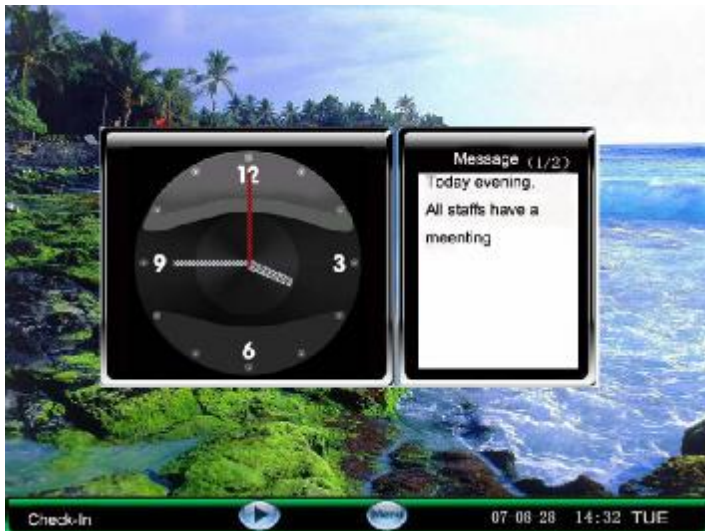 12
9
3
6
Message (1/2)
Today evening,
All staffs have a
meenting
Check-In
Menu
07-08-28 14:32 TUE